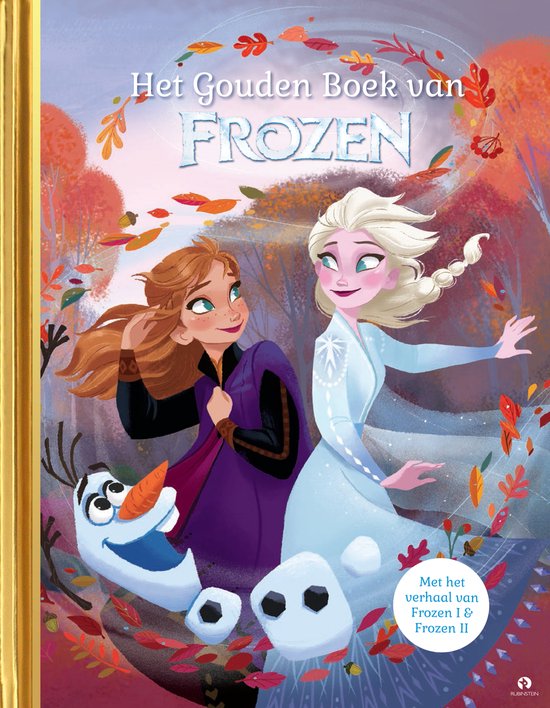 Het Gouden Boek van
FROZEN
Met het
verhaal van
Frozen I &
Frozen II
RUBINSTEIN